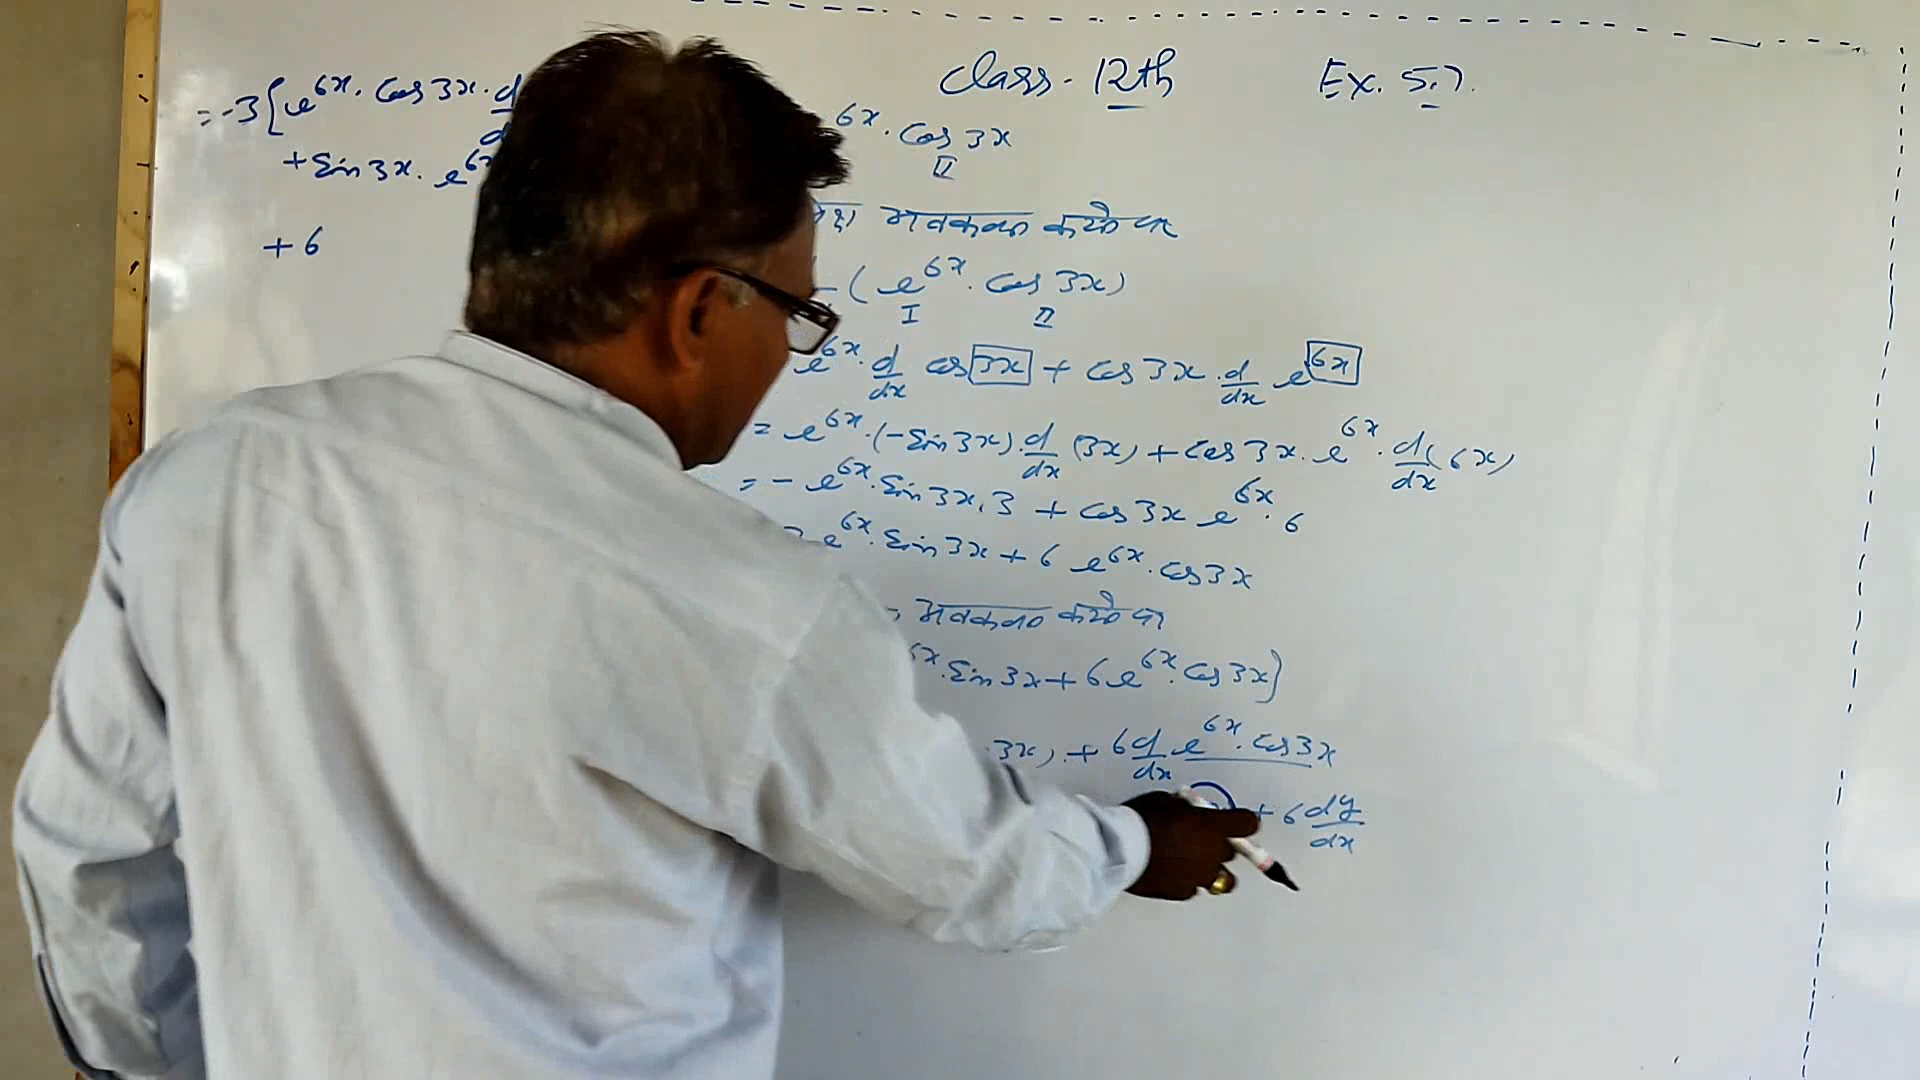 Class - 12th Ex. 5.7.
= -3 { e^6x. Cos 3x. d
+ Sin 3x. e^6x
+ 6
6x. Cos 3x
II
अवकलन करने पर
- ( e^6x. Cos 3x)
I II
e^6x. d/dx cos 3x + Cos 3x. d/dx e^6x
= e^6x. (-Sin 3x). d/dx (3x) + Cos 3x. e^6x. d/dx (6x)
= - e^6x. Sin 3x. 3 + Cos 3x e^6x. 6
3 e^6x. Sin 3x + 6 e^6x. Cos 3x
अवकलन करने पर
6x. Sin 3x + 6 e^6x. Cos 3x}
. 3x) + 6 d/dx e^6x. Cos 3x
+ 6 dy/dx